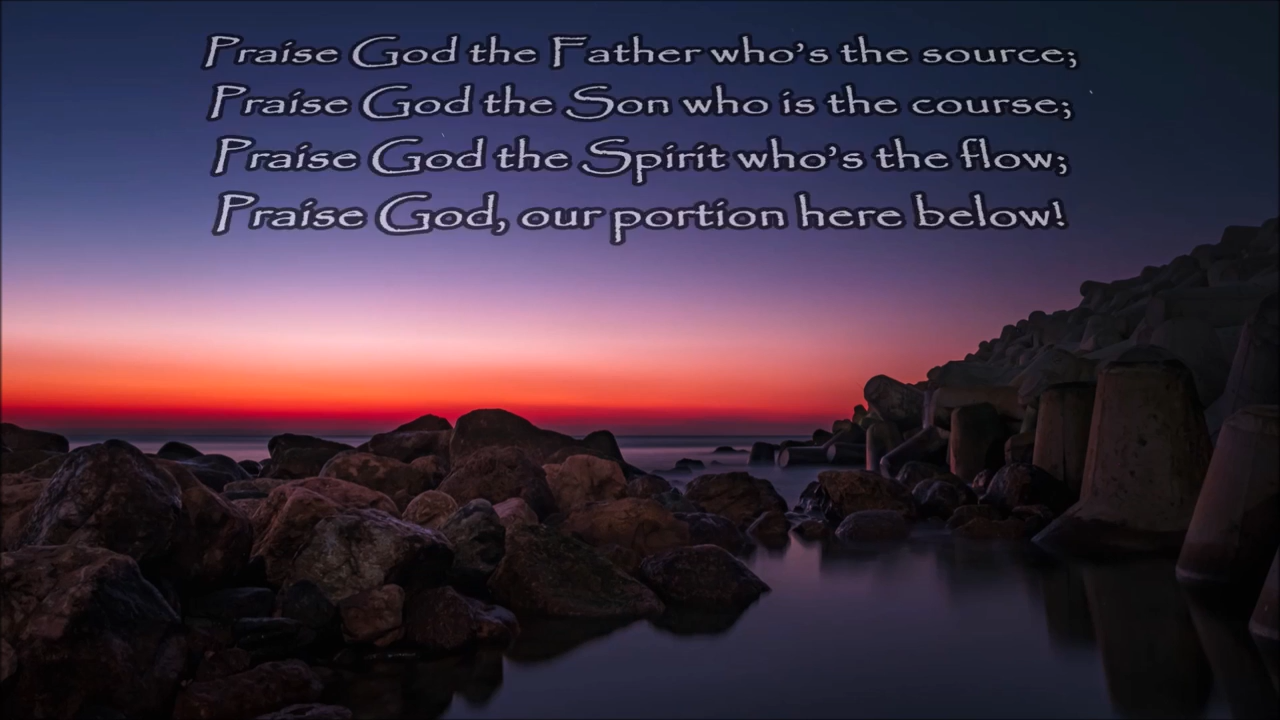 Praise God the Father who's the source;
Praise God the Son who is the course;
Praise God the Spirit who's the flow;
Praise God, our portion here below!